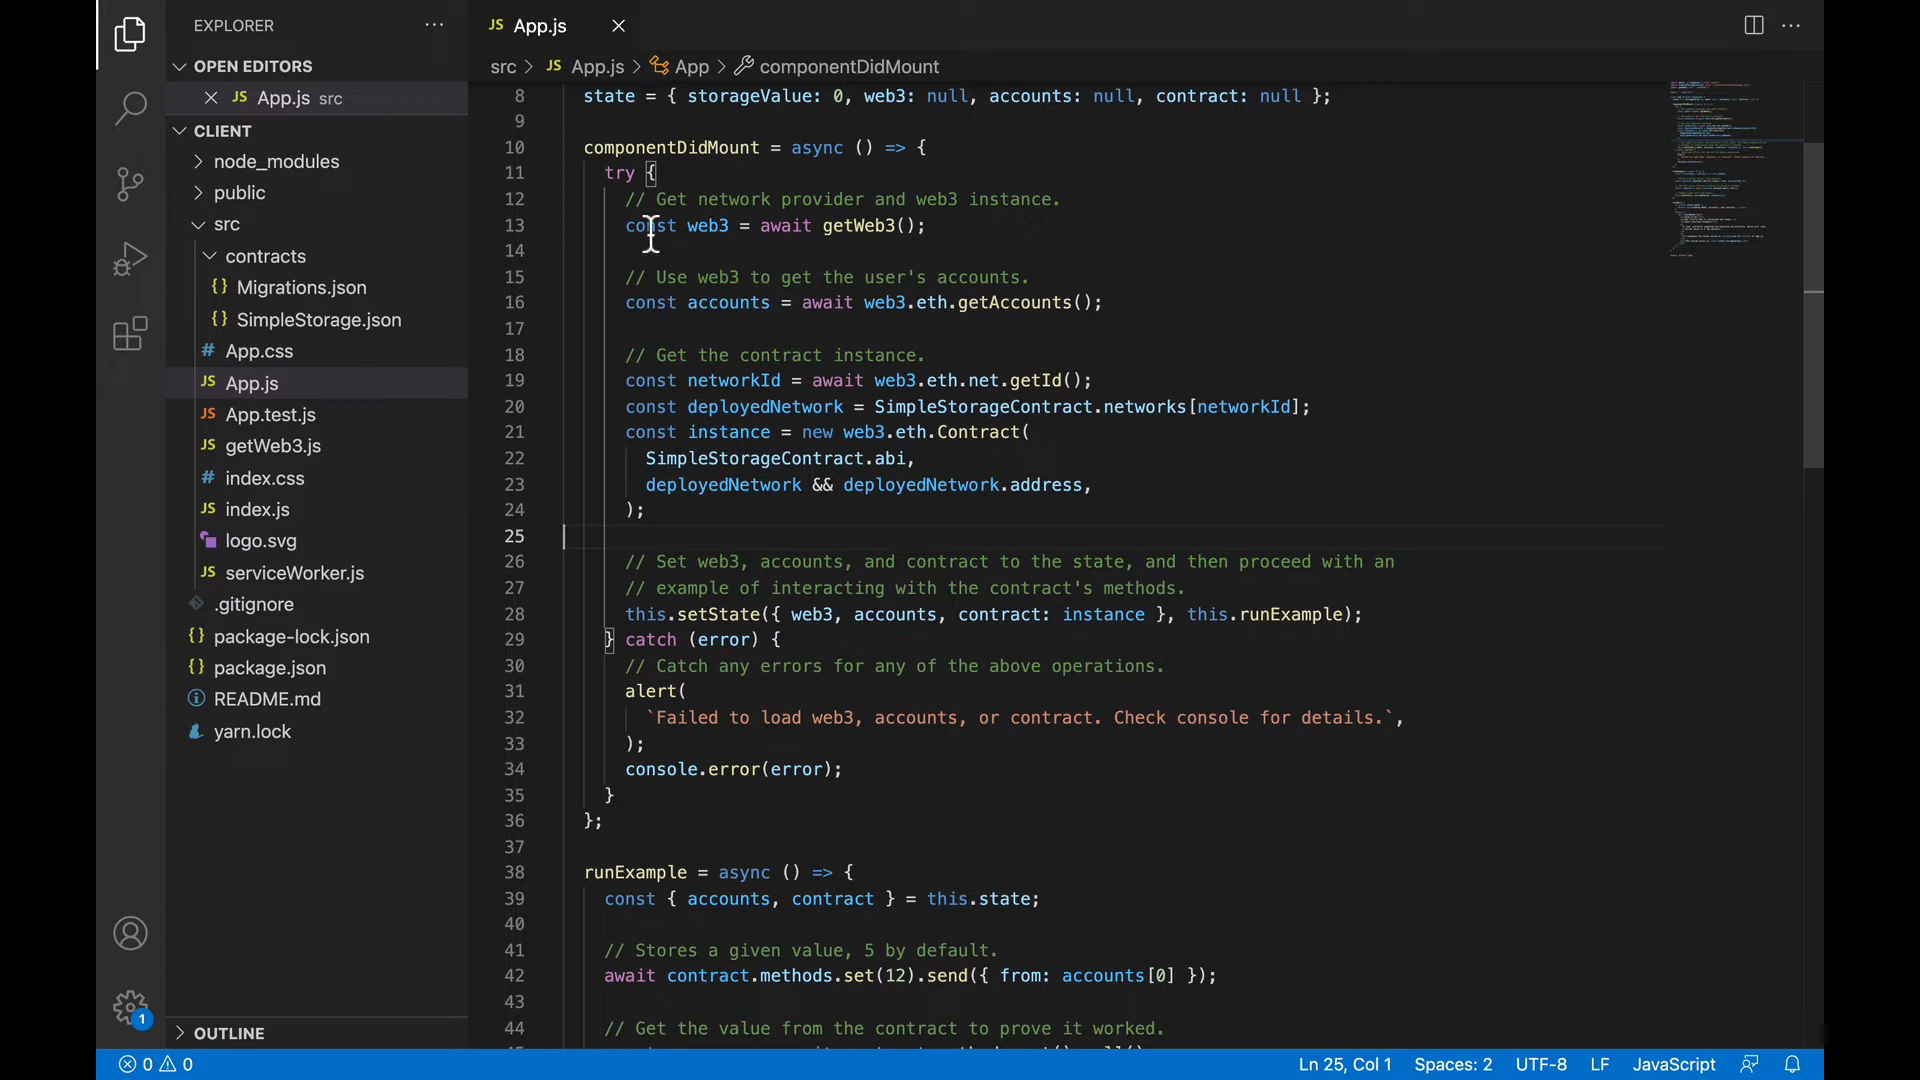 EXPLORER
OPEN EDITORS
App.js src
CLIENT
node_modules
public
src
contracts
{} Migrations.json
{} SimpleStorage.json
# App.css
JS App.js
JS App.test.js
JS getWeb3.js
# index.css
JS index.js
logo.svg
JS serviceWorker.js
.gitignore
{} package-lock.json
{} package.json
README.md
yarn.lock
OUTLINE
1
JS App.js
src > JS App.js > App > componentDidMount
8 state = { storageValue: 0, web3: null, accounts: null, contract: null };
9
10 componentDidMount = async () => {
11 try {
12 // Get network provider and web3 instance.
13 const web3 = await getWeb3();
14
15 // Use web3 to get the user's accounts.
16 const accounts = await web3.eth.getAccounts();
17
18 // Get the contract instance.
19 const networkId = await web3.eth.net.getId();
20 const deployedNetwork = SimpleStorageContract.networks[networkId];
21 const instance = new web3.eth.Contract(
22 SimpleStorageContract.abi,
23 deployedNetwork && deployedNetwork.address,
24 );
25
26 // Set web3, accounts, and contract to the state, and then proceed with an
27 // example of interacting with the contract's methods.
28 this.setState({ web3, accounts, contract: instance }, this.runExample);
29 } catch (error) {
30 // Catch any errors for any of the above operations.
31 alert(
32 `Failed to load web3, accounts, or contract. Check console for details.`,
33 );
34 console.error(error);
35 }
36 };
37
38 runExample = async () => {
39 const { accounts, contract } = this.state;
40
41 // Stores a given value, 5 by default.
42 await contract.methods.set(12).send({ from: accounts[0] });
43
44 // Get the value from the contract to prove it worked.
0 0
Ln 25, Col 1 Spaces: 2 UTF-8 LF JavaScript